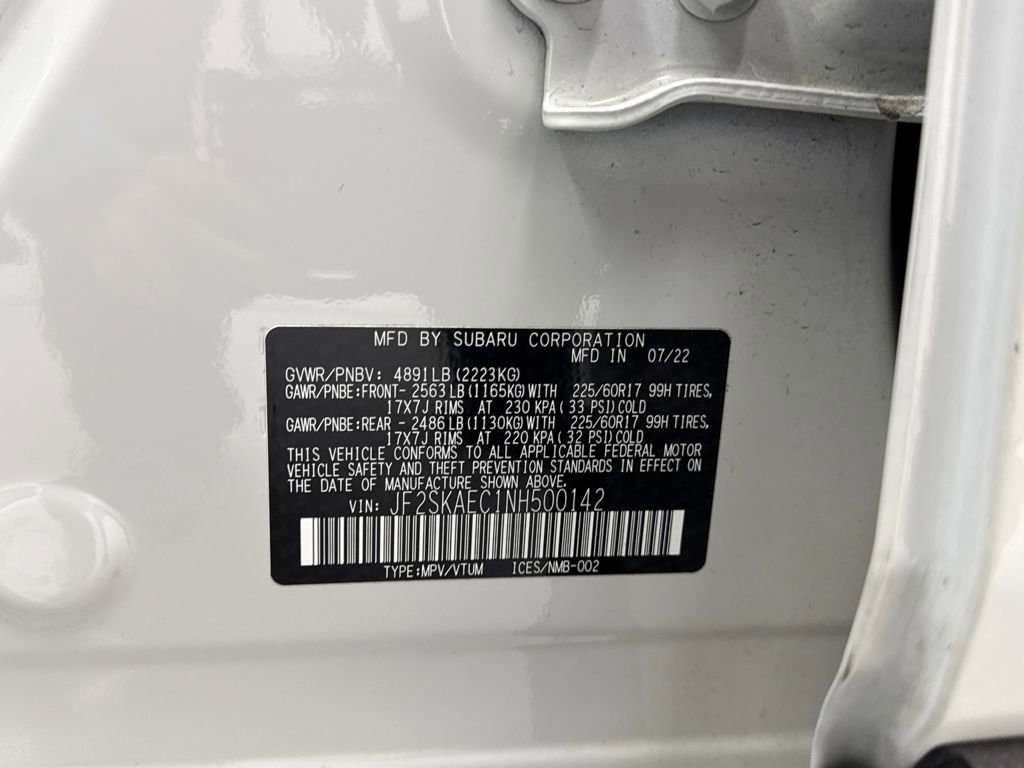 MFD BY SUBARU CORPORATION
MFD IN 07/22
GVWR/PNBV: 4891LB(2223KG)
GAWR/PNBE:FRONT- 2563LB(1165KG)WITH 225/60R17 99H TIRES,
17X7J RIMS AT 230 KPA( 33 PSI)COLD
GAWR/PNBE:REAR - 2486LB(1130KG)WITH 225/60R17 99H TIRES,
17X7J RIMS AT 220 KPA( 32 PSI)COLD
THIS VEHICLE CONFORMS TO ALL APPLICABLE FEDERAL MOTOR
VEHICLE SAFETY AND THEFT PREVENTION STANDARDS IN EFFECT ON
THE DATE OF MANUFACTURE SHOWN ABOVE.
VIN: JF2SKAEC1NH500142
TYPE:MPV/VTUM ICES/NMB-002